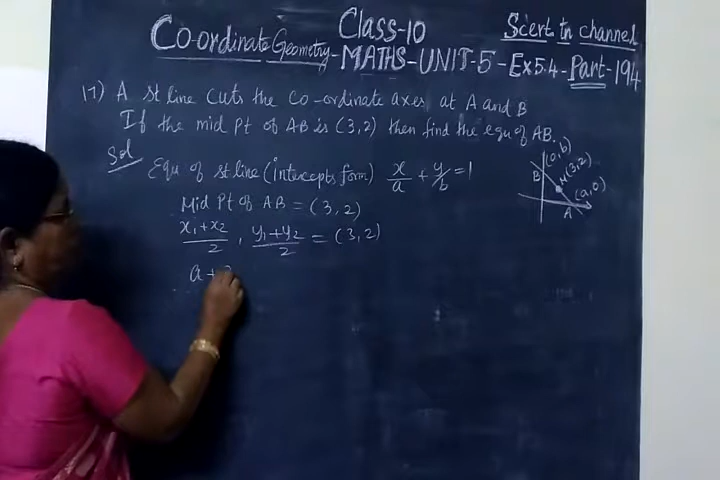 Class-10
Scert tn channel
Co-ordinate Geometry-MATHS-UNIT-5-Ex5.4-Part-194
17) A st line cuts the co-ordinate axes at A and B
If the mid pt of AB is (3,2) then find the equ of AB.
Sol
Equ of st line (intercepts form) x/a + y/b = 1
Mid Pt of AB = (3,2)
x₁+x₂/2 , y₁+y₂/2 = (3,2)
a+
(0,b)
B
M(3,2)
(a,0)
A